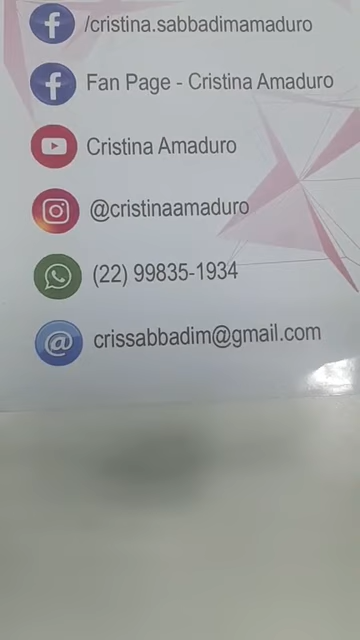 /cristina.sabbadimamaduro
Fan Page - Cristina Amaduro
Cristina Amaduro
@cristinaamaduro
(22) 99835-1934
crissabbadim@gmail.com